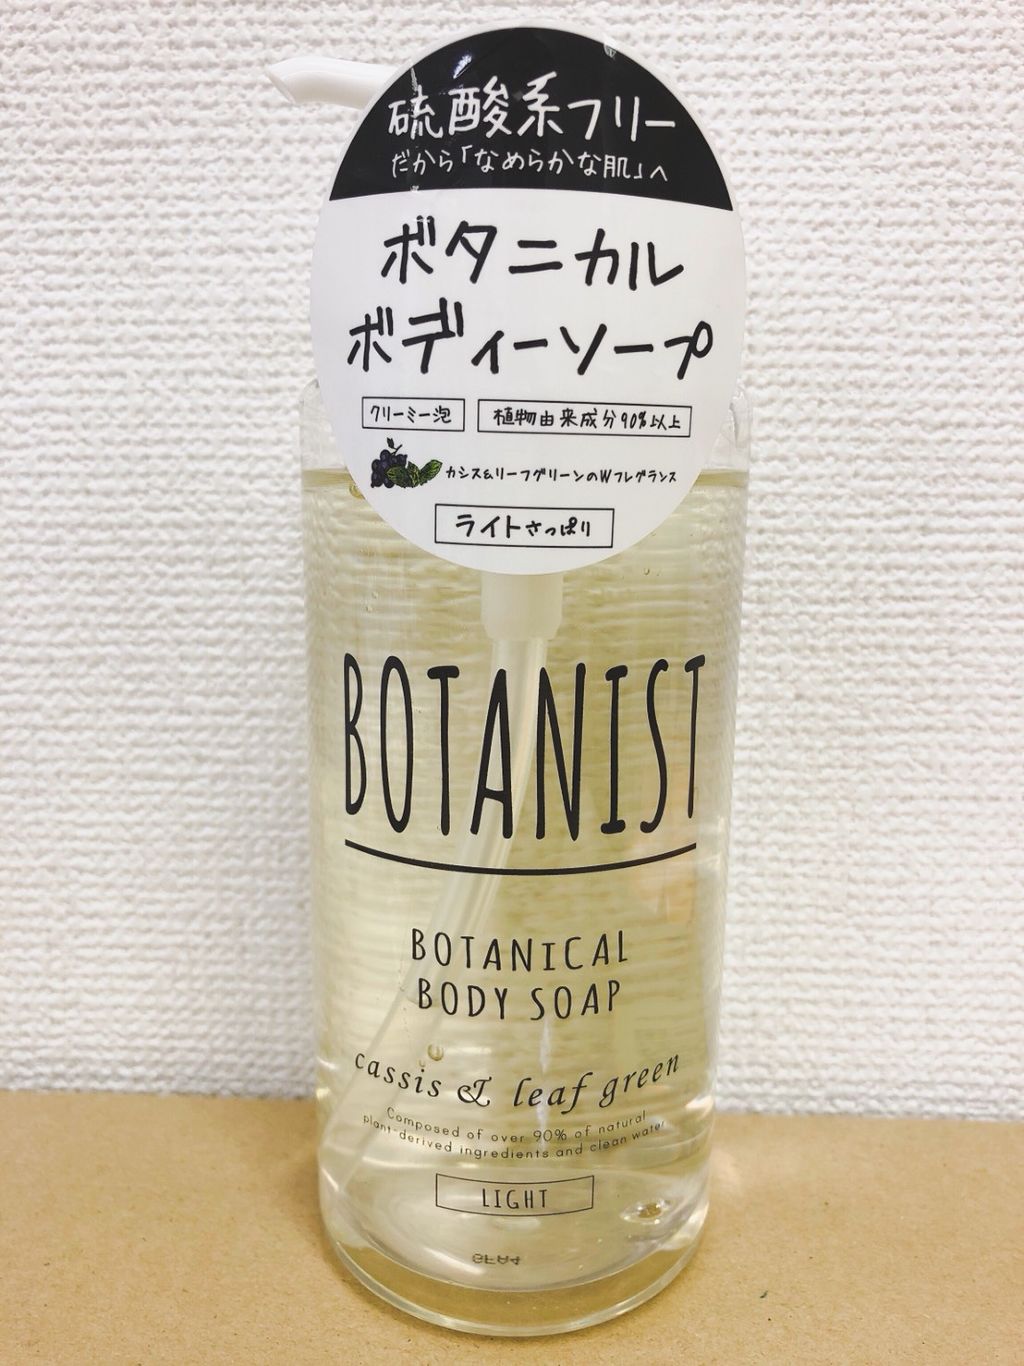 硫酸系フリー
だから「なめらかな肌」へ
ボタニカル
ボディーソープ
クリーミー泡
植物由来成分90%以上
カシス&リーフグリーンのWフレグランス
ライトさっぱり
BOTANIST
BOTANICAL
BODY SOAP
cassis & leaf green
Composed of over 90% of natural
plant-derived ingredients and clean water
LIGHT